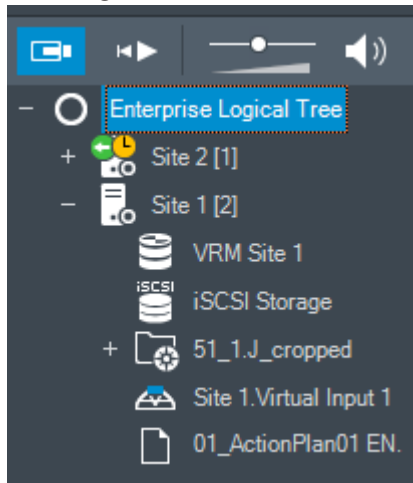 Enterprise Logical Tree
Site 2 [1]
Site 1 [2]
VRM Site 1
iSCSI
iSCSI Storage
51_1.J_cropped
Site 1.Virtual Input 1
01_ActionPlan01 EN.